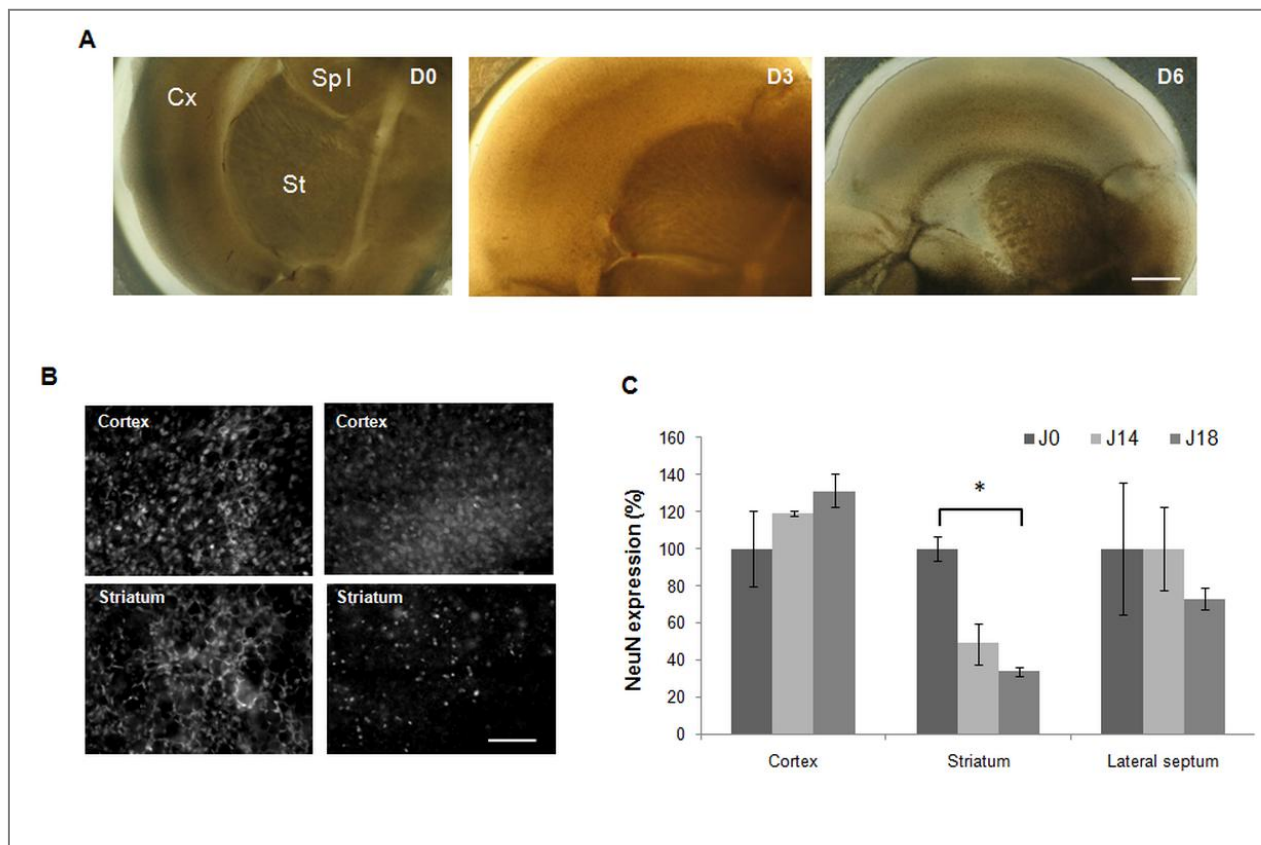 A
Cx
Spl
D0
St
D3
D6
B
Cortex
Cortex
Striatum
Striatum
C
NeuN expression (%)
160
140
120
100
80
60
40
20
0
J0 J14 J18
*
Cortex Striatum Lateral septum